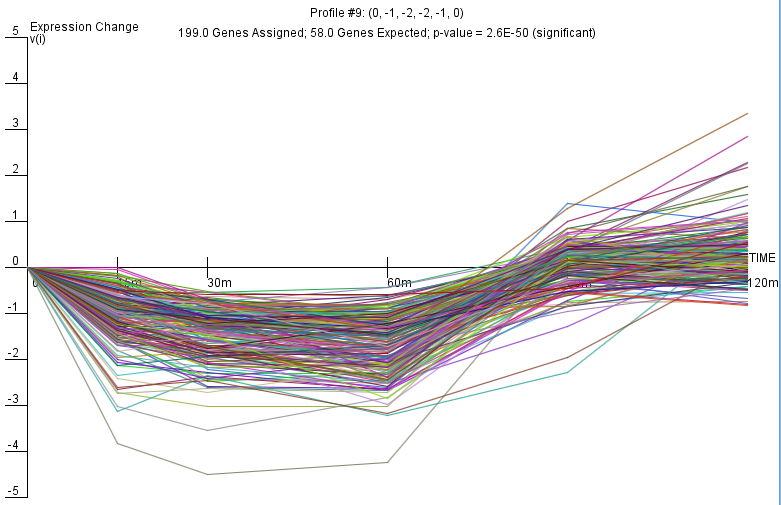 Profile #9: (0, -1, -2, -2, -1, 0)
Expression Change
v(i)
199.0 Genes Assigned; 58.0 Genes Expected; p-value = 2.6E-50 (significant)
5
4
3
2
1
0
-1
-2
-3
-4
-5
0
30m
60m
120m
TIME